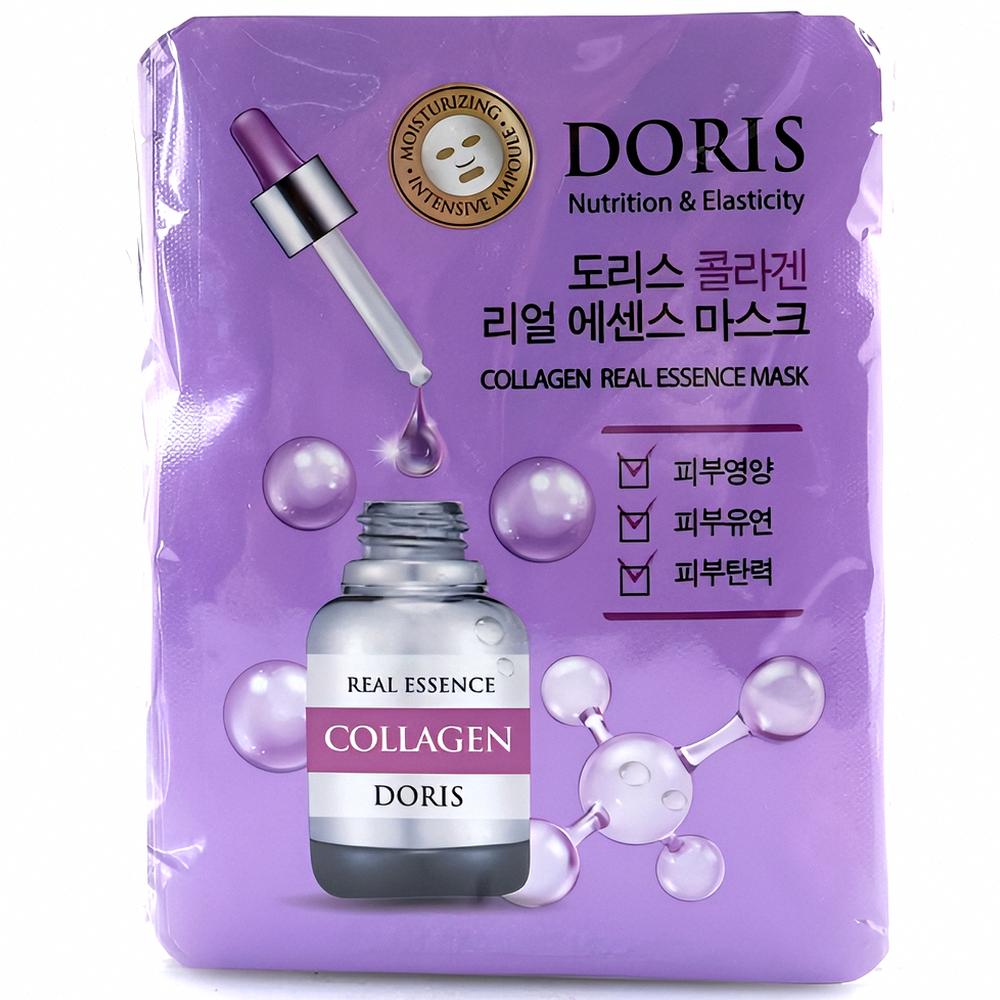 MOISTURIZING
INTENSIVE AMPOULE
DORIS
Nutrition & Elasticity
도리스 콜라겐
리얼 에센스 마스크
COLLAGEN REAL ESSENCE MASK
피부영양
피부유연
피부탄력
REAL ESSENCE
COLLAGEN
DORIS